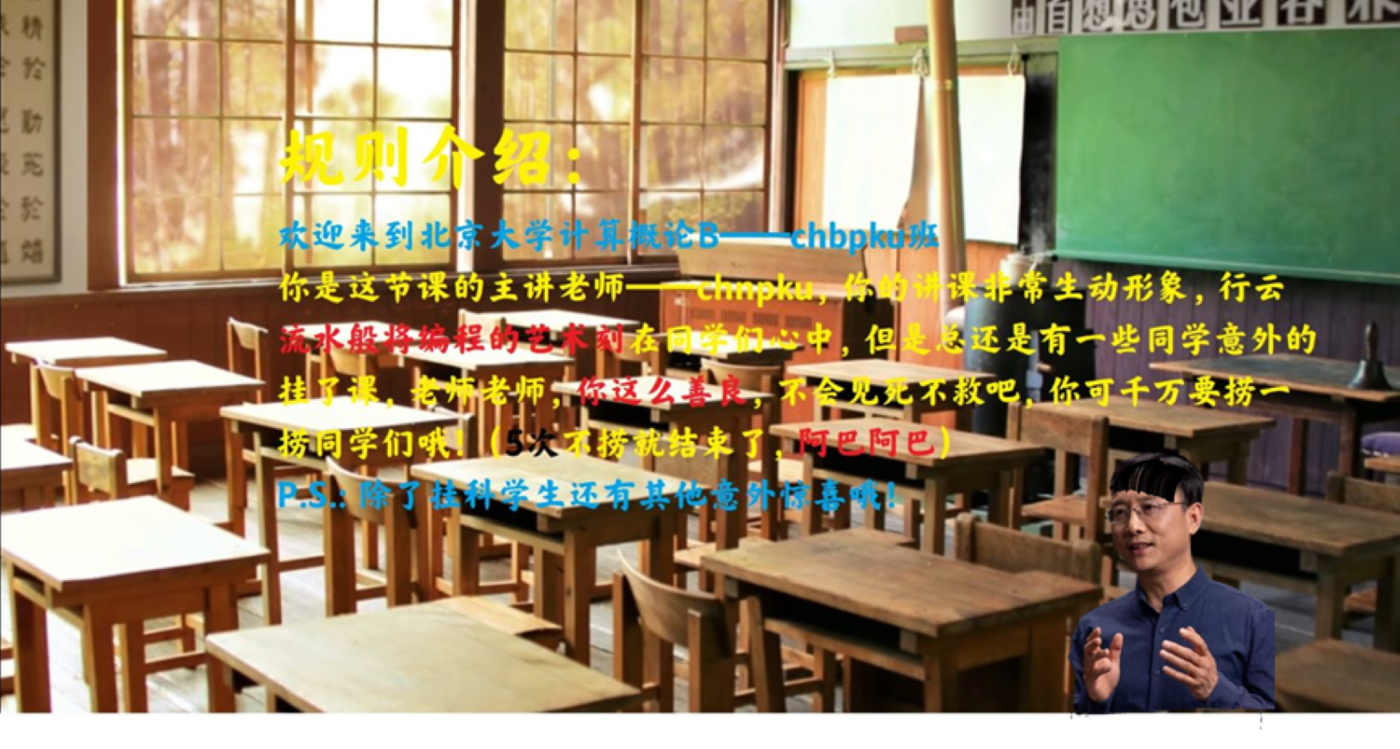 规则介绍：
欢迎来到北京大学计算概论B——chbpku班
你是这节课的主讲老师——chnpku，你的讲课非常生动形象，行云
流水般将编程的艺术刻在同学们心中，但是总还是有一些同学意外的
挂了课，老师老师，你这么善良，不会见死不救吧，你可千万要捞一
捞同学们哦！（5次不捞就结束了，阿巴阿巴）
P.S.：除了挂科学生还有其他意外惊喜哦！